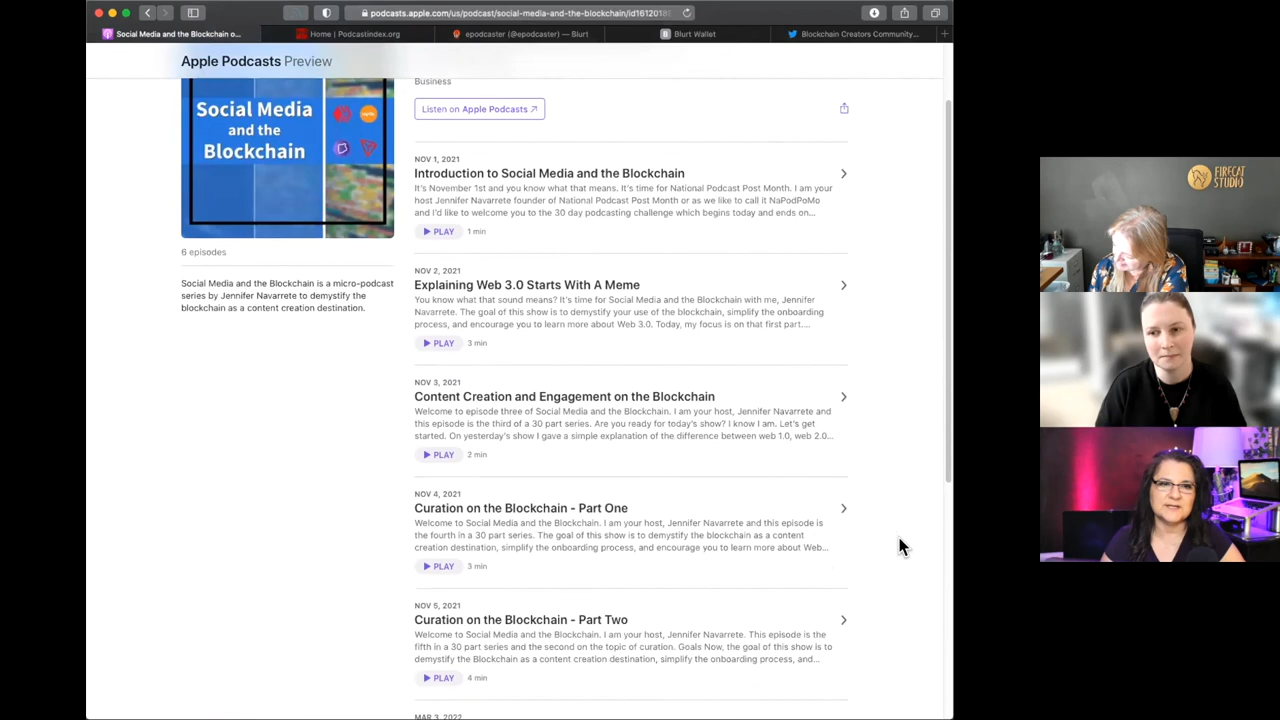 podcasts.apple.com/us/podcast/social-media-and-the-blockchain/id1612018
Social Media and the Blockchain o...
Home | Podcastindex.org
epodcaster (@epodcaster) — Blurt
B Blurt Wallet
Blockchain Creators Community...
Apple Podcasts Preview
Business
Listen on Apple Podcasts ↗
Social Media
and the
Blockchain
6 episodes
Social Media and the Blockchain is a micro-podcast
series by Jennifer Navarrete to demystify the
blockchain as a content creation destination.
NOV 1, 2021
Introduction to Social Media and the Blockchain
It's November 1st and you know what that means. It's time for National Podcast Post Month. I am your
host Jennifer Navarrete founder of National Podcast Post Month or as we like to call it NaPodPoMo
and I'd like to welcome you to the 30 day podcasting challenge which begins today and ends on...
PLAY 1 min
NOV 2, 2021
Explaining Web 3.0 Starts With A Meme
You know what that sound means? It's time for Social Media and the Blockchain with me, Jennifer
Navarrete. The goal of this show is to demystify your use of the blockchain, simplify the onboarding
process, and encourage you to learn more about Web 3.0. Today, my focus is on that first part....
PLAY 3 min
NOV 3, 2021
Content Creation and Engagement on the Blockchain
Welcome to episode three of Social Media and the Blockchain. I am your host, Jennifer Navarrete and
this episode is the third of a 30 part series. Are you ready for today's show? I know I am. Let's get
started. On yesterday's show I gave a simple explanation of the difference between web 1.0, web 2.0...
PLAY 2 min
NOV 4, 2021
Curation on the Blockchain - Part One
Welcome to Social Media and the Blockchain. I am your host, Jennifer Navarrete and this episode is
the fourth in a 30 part series. The goal of this show is to demystify the blockchain as a content
creation destination, simplify the onboarding process, and encourage you to learn more about Web...
PLAY 3 min
NOV 5, 2021
Curation on the Blockchain - Part Two
Welcome to Social Media and the Blockchain. I am your host, Jennifer Navarrete. This episode is the
fifth in a 30 part series and the second on the topic of curation. Goals Now, the goal of this show is to
demystify the Blockchain as a content creation destination, simplify the onboarding process, and...
PLAY 4 min
MAR 3, 2022
FIRECAT
STUDIO